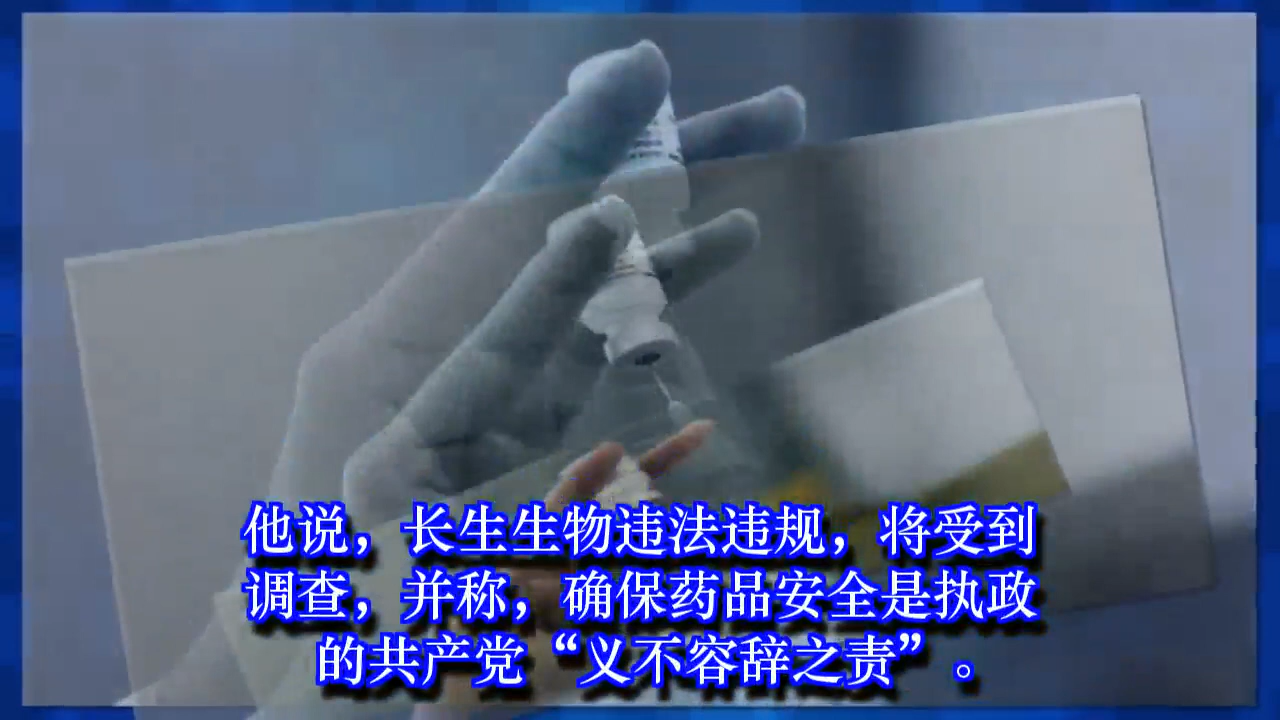 他说，长生生物违法违规，将受到
调查，并称，确保药品安全是执政
的共产党“义不容辞之责”。